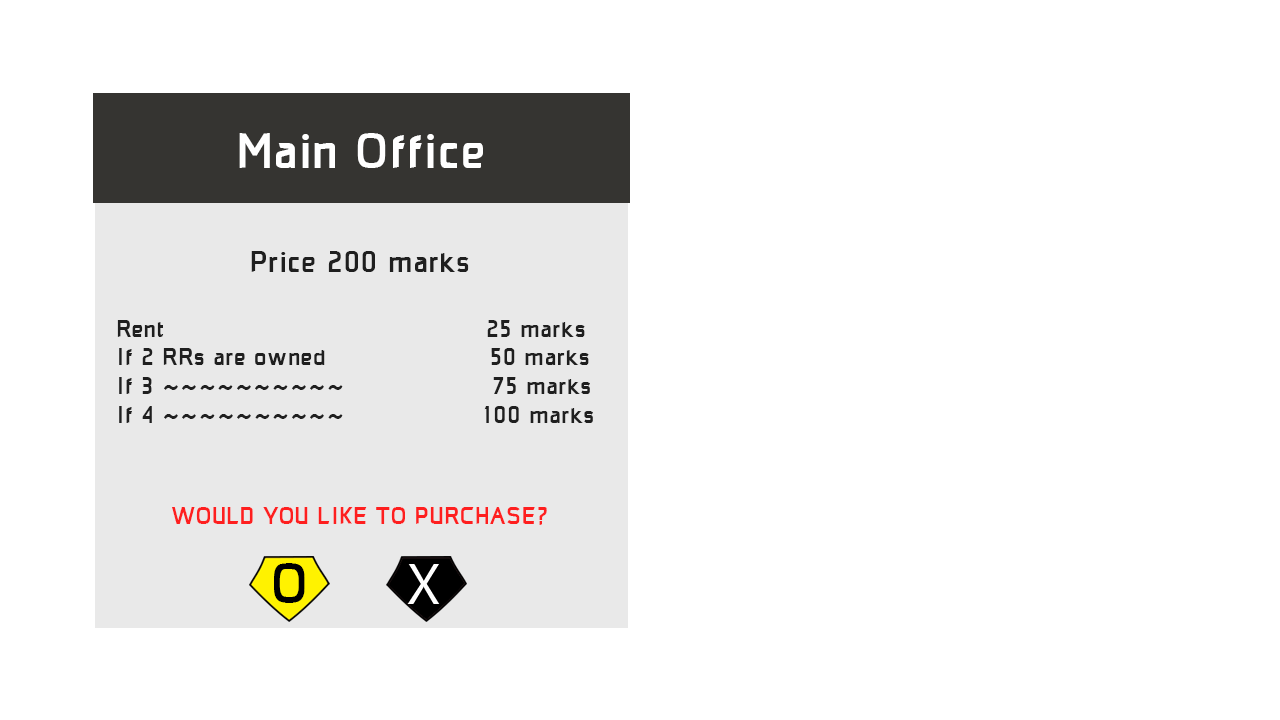 Main Office
Price 200 marks
Rent 25 marks
If 2 RRs are owned 50 marks
If 3 ~~~~~~~~~~ 75 marks
If 4 ~~~~~~~~~~ 100 marks
WOULD YOU LIKE TO PURCHASE?
O X